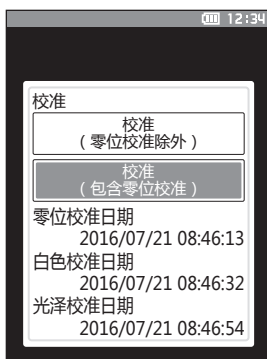 12:34
校准
校准
（零位校准除外）
校准
（包含零位校准）
零位校准日期
2016/07/21 08:46:13
白色校准日期
2016/07/21 08:46:32
光泽校准日期
2016/07/21 08:46:54